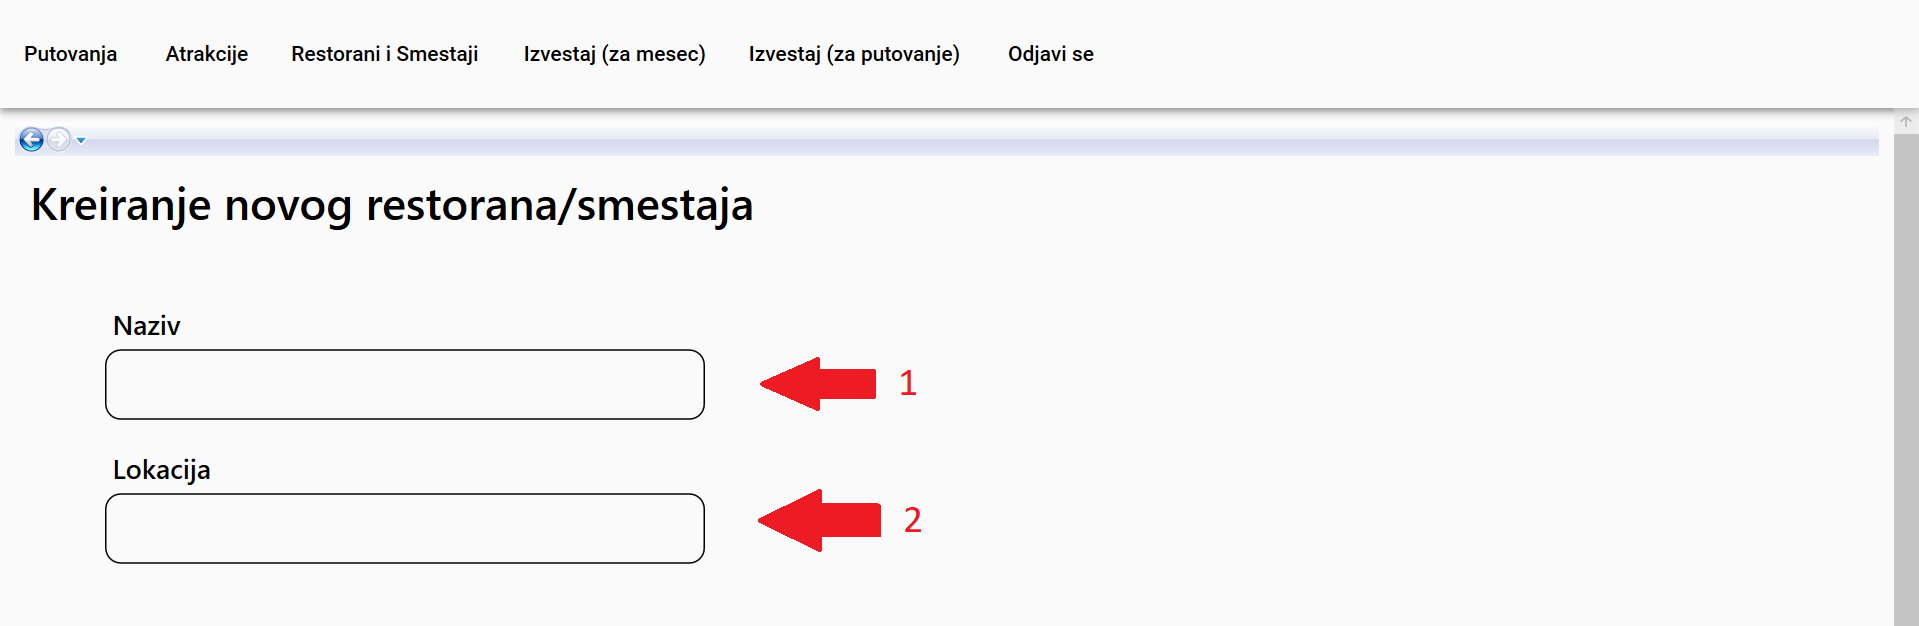 Putovanja Atrakcije Restorani i Smestaji Izvestaj (za mesec) Izvestaj (za putovanje) Odjavi se
Kreiranje novog restorana/smestaja
Naziv
1
Lokacija
2